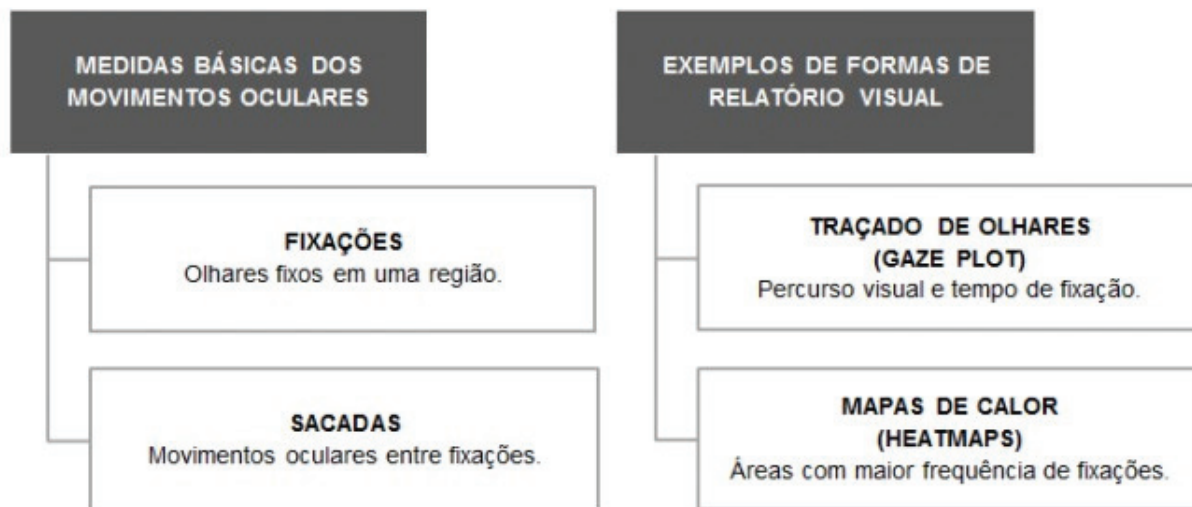 MEDIDAS BÁSICAS DOS
MOVIMENTOS OCULARES
FIXAÇÕES
Olhares fixos em uma região.
SACADAS
Movimentos oculares entre fixações.
EXEMPLOS DE FORMAS DE
RELATÓRIO VISUAL
TRAÇADO DE OLHARES
(GAZE PLOT)
Percurso visual e tempo de fixação.
MAPAS DE CALOR
(HEATMAPS)
Áreas com maior frequência de fixações.